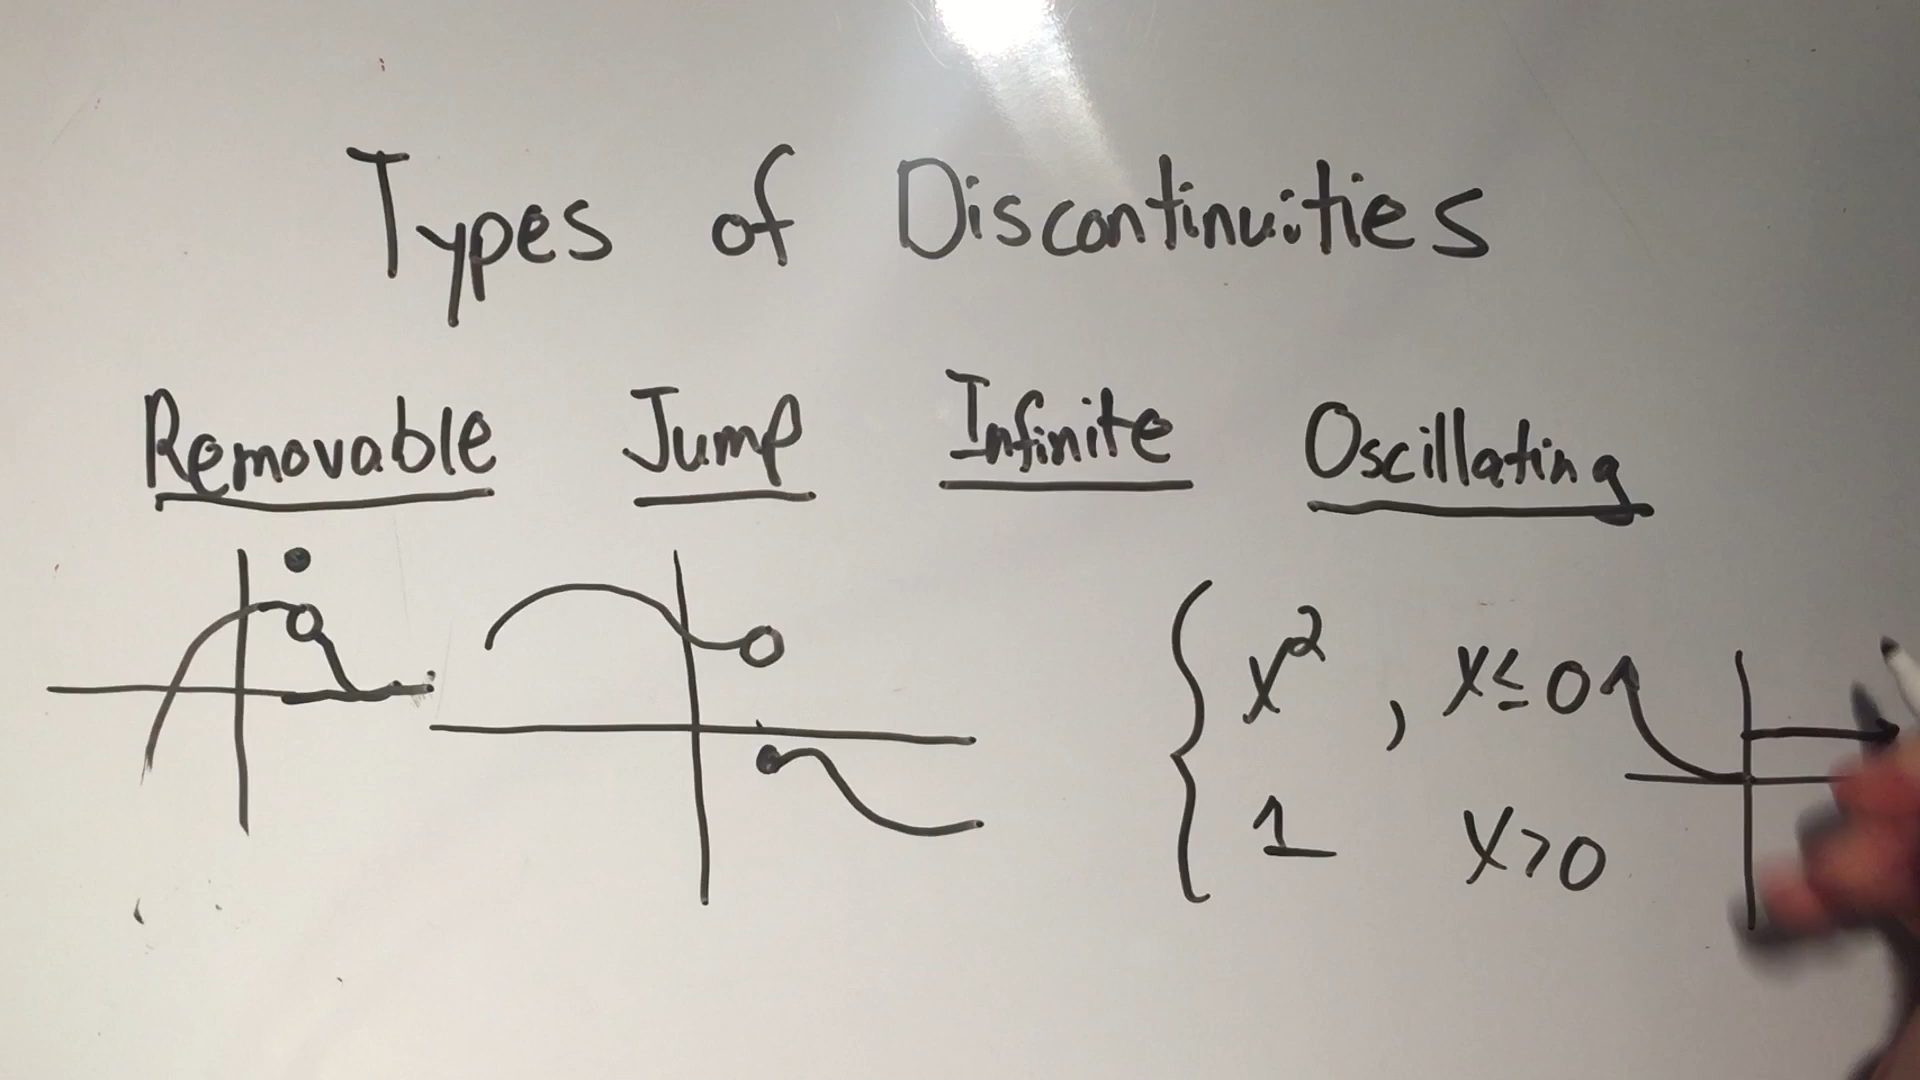 Types of Discontinuities
Removable Jump Infinite Oscillating
{ x² , x≤0
1 x>0